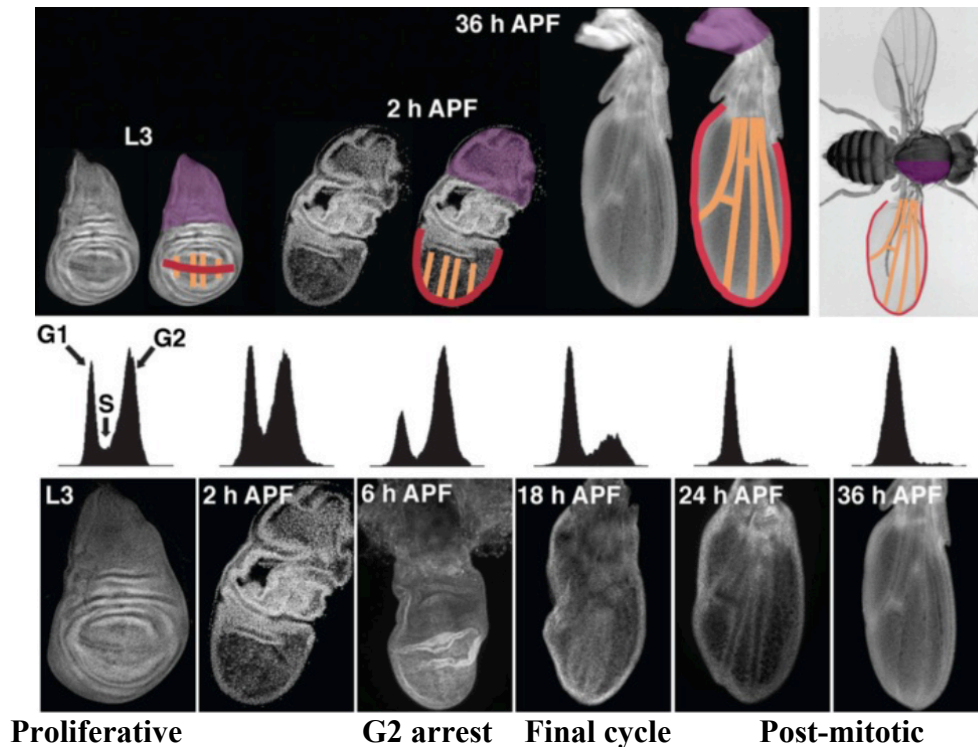 36 h APF
2 h APF
L3
G1
G2
S
L3
2 h APF
6 h APF
18 h APF
24 h APF
36 h APF
Proliferative
G2 arrest
Final cycle
Post-mitotic